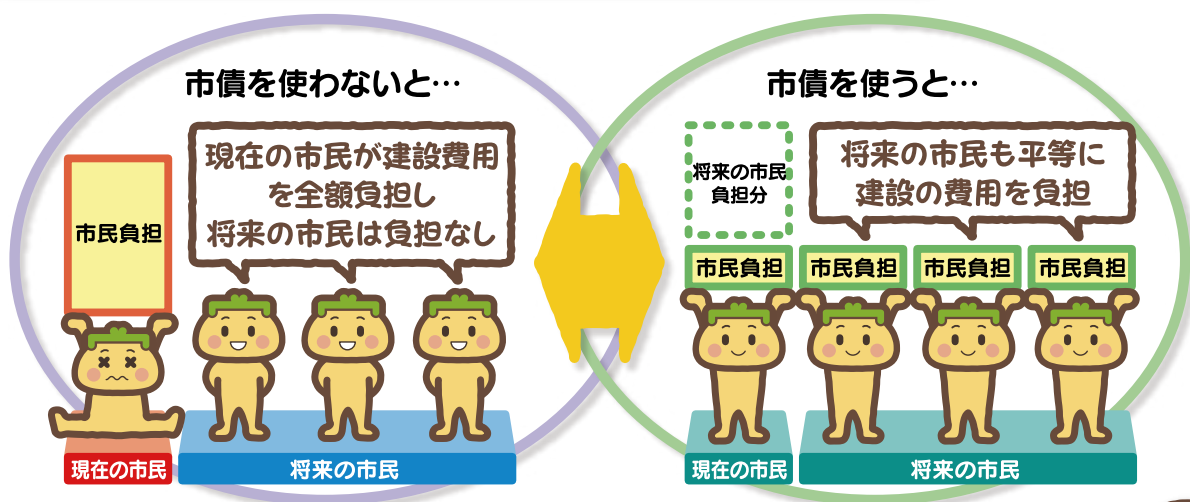 市債を使わないと…
現在の市民が建設費用
を全額負担し
将来の市民は負担なし
市民負担
現在の市民
将来の市民
市債を使うと…
将来の市民
負担分
将来の市民も平等に
建設の費用を負担
市民負担
市民負担
市民負担
市民負担
現在の市民
将来の市民